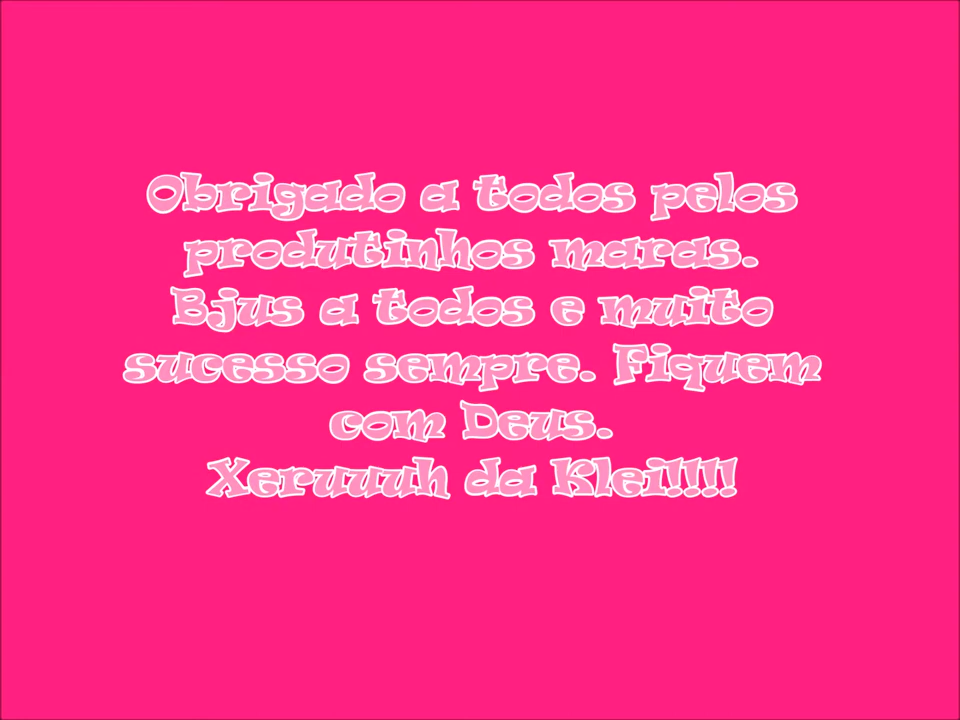 Obrigado a todos pelos
produtinhos maras.
Bjus a todos e muito
sucesso sempre. Fiquem
com Deus.
Xeruuuh da Klei!!!!